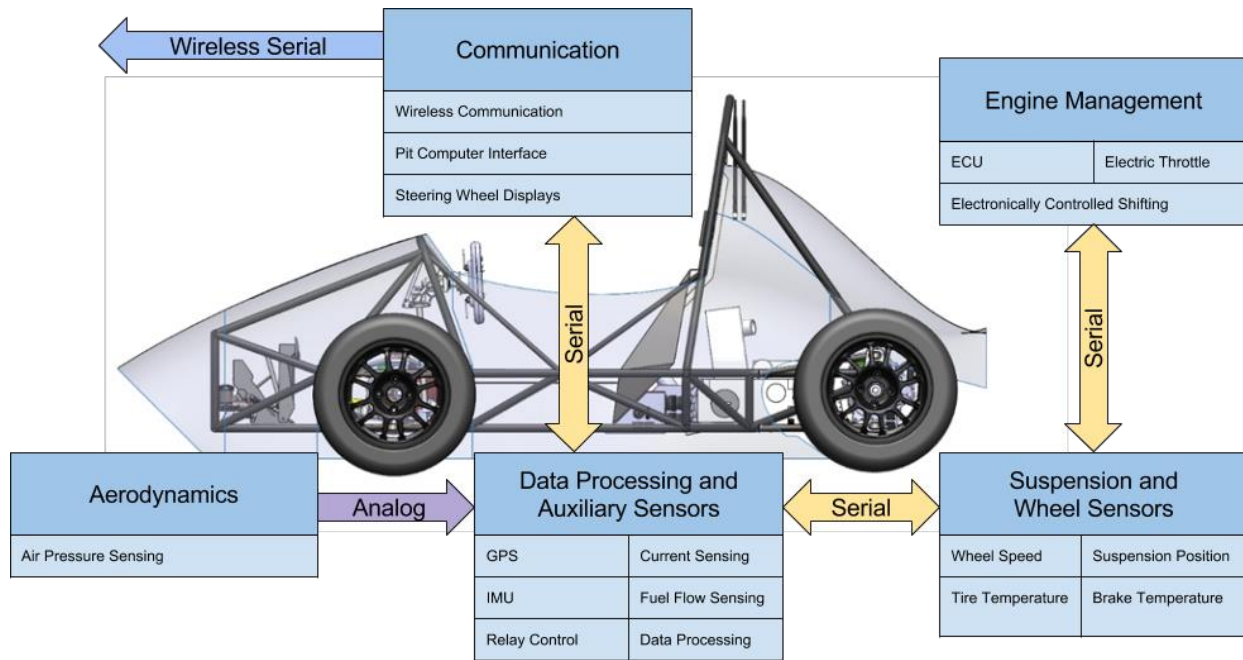 Wireless Serial
Communication
Wireless Communication
Pit Computer Interface
Steering Wheel Displays
Engine Management
ECU
Electric Throttle
Electronically Controlled Shifting
Serial
Serial
Aerodynamics
Air Pressure Sensing
Analog
Data Processing and
Auxiliary Sensors
GPS
Current Sensing
IMU
Fuel Flow Sensing
Relay Control
Data Processing
Serial
Suspension and
Wheel Sensors
Wheel Speed
Suspension Position
Tire Temperature
Brake Temperature